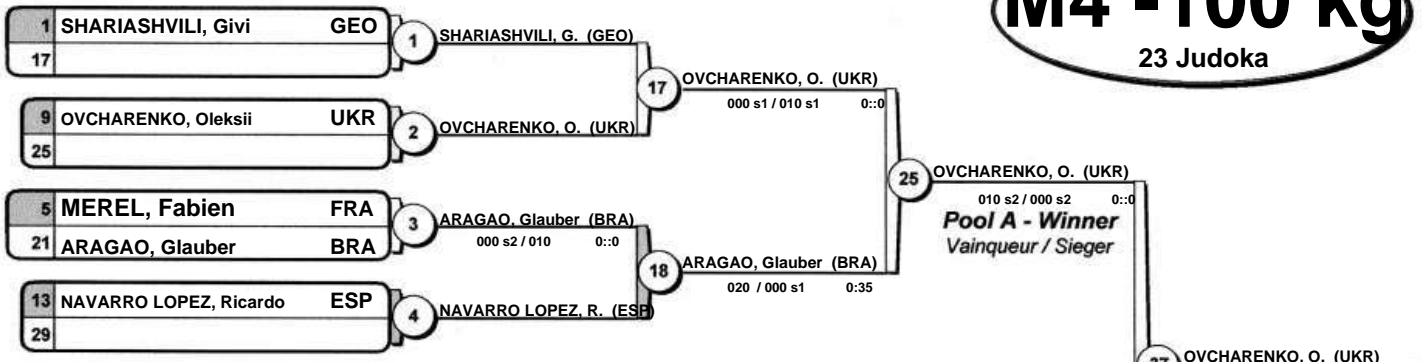 M4 -100 kg
23 Judoka
1 SHARIASHVILI, Givi GEO
17
1
SHARIASHVILI, G. (GEO)
9 OVCHARENKO, Oleksii UKR
25
2
OVCHARENKO, O. (UKR)
17
OVCHARENKO, O. (UKR)
000 s1 / 010 s1 0::0
5 MEREL, Fabien FRA
21 ARAGAO, Glauber BRA
3
ARAGAO, Glauber (BRA)
000 s2 / 010 0::0
13 NAVARRO LOPEZ, Ricardo ESP
29
4
NAVARRO LOPEZ, R. (ESP)
18
ARAGAO, Glauber (BRA)
020 / 000 s1 0:35
25
OVCHARENKO, O. (UKR)
010 s2 / 000 s2 0::0
Pool A - Winner
Vainqueur / Sieger
OVCHARENKO, O. (UKR)